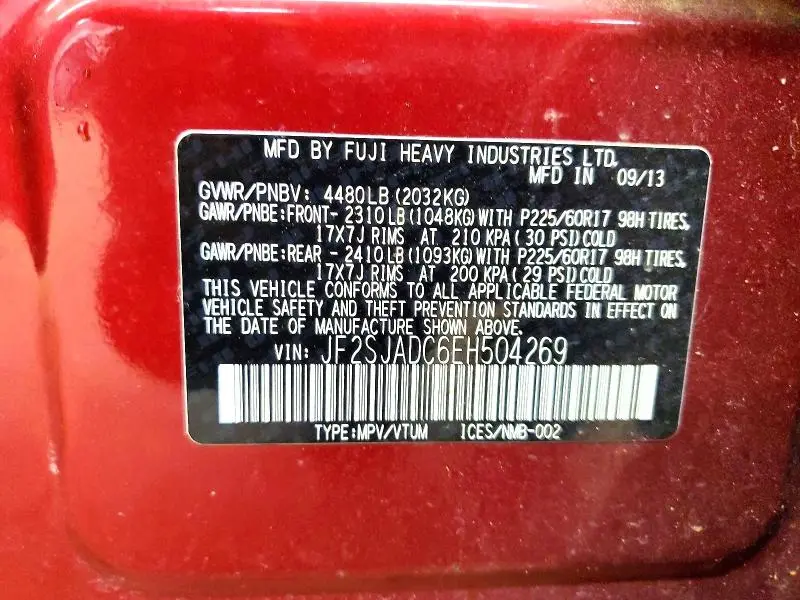 MFD BY FUJI HEAVY INDUSTRIES LTD.
MFD IN 09/13
GVWR/PNBV: 4480LB (2032KG)
GAWR/PNBE:FRONT- 2310 LB (1048KG) WITH P225/60R17 98H TIRES,
17X7J RIMS AT 210 KPA ( 30 PSI) COLD
GAWR/PNBE:REAR - 2410 LB (1093KG) WITH P225/60R17 98H TIRES,
17X7J RIMS AT 200 KPA ( 29 PSI) COLD
THIS VEHICLE CONFORMS TO ALL APPLICABLE FEDERAL MOTOR
VEHICLE SAFETY AND THEFT PREVENTION STANDARDS IN EFFECT ON
THE DATE OF MANUFACTURE SHOWN ABOVE.
VIN: JF2SJADC6EH504269
TYPE:MPV/VTUM ICES/NMB-002